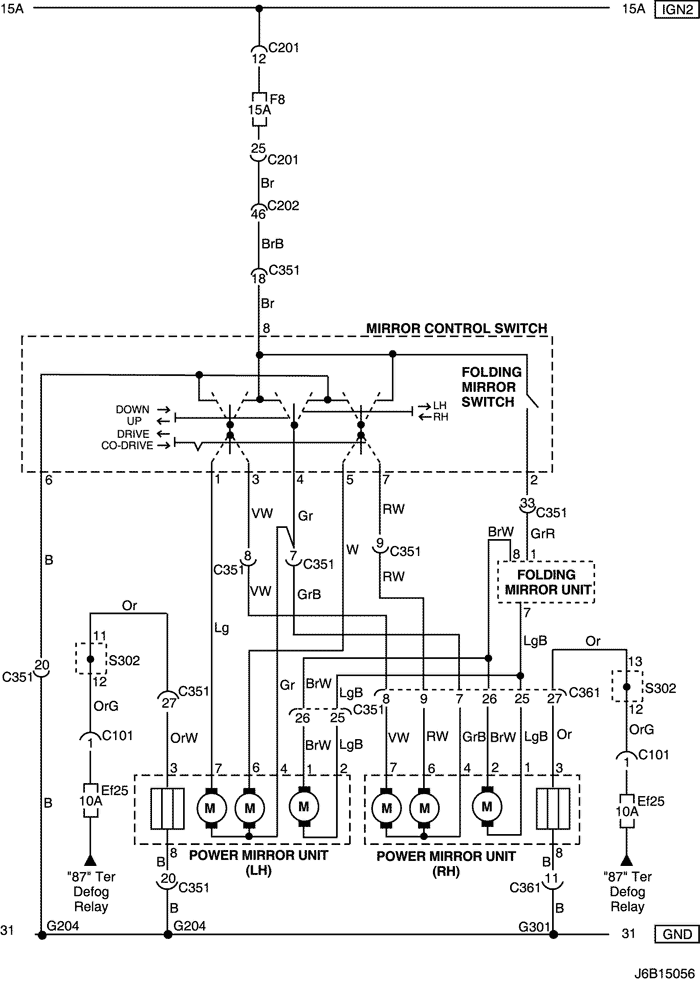 15A 15A IGN2
C201
12
F8
15A
25
C201
Br
C202
46
BrB
C351
18
Br
8
MIRROR CONTROL SWITCH
FOLDING
MIRROR
SWITCH
DOWN
UP
DRIVE
CO-DRIVE
LH
RH
6 1 3 4 5 7 2
33
C351
GrR
VW Gr RW
BrW
8 1
B
8
C351
7
C351
W
9
C351
FOLDING
MIRROR UNIT
7
VW GrB RW
Or
Lg
LgB
Or
11
S302
12
13
S302
12
20
C351
C351
27
Gr BrW LgB
8 9 7 26 25 27
C361
26 25
C351
OrG
OrW
BrW LgB
VW RW GrB BrW LgB Or
OrG
C101
1
C101
1
3 7 6 4 1 2
7 6 4 2 1 3
Ef25
10A
M M M
M M M
Ef25
10A
B
8
B
POWER MIRROR UNIT
(LH)
POWER MIRROR UNIT
(RH)
8
B
20
C351
B
11
C361
B
"87" Ter
Defog
Relay
"87" Ter
Defog
Relay
31 G204 G204 G301 31 GND
J6B15056